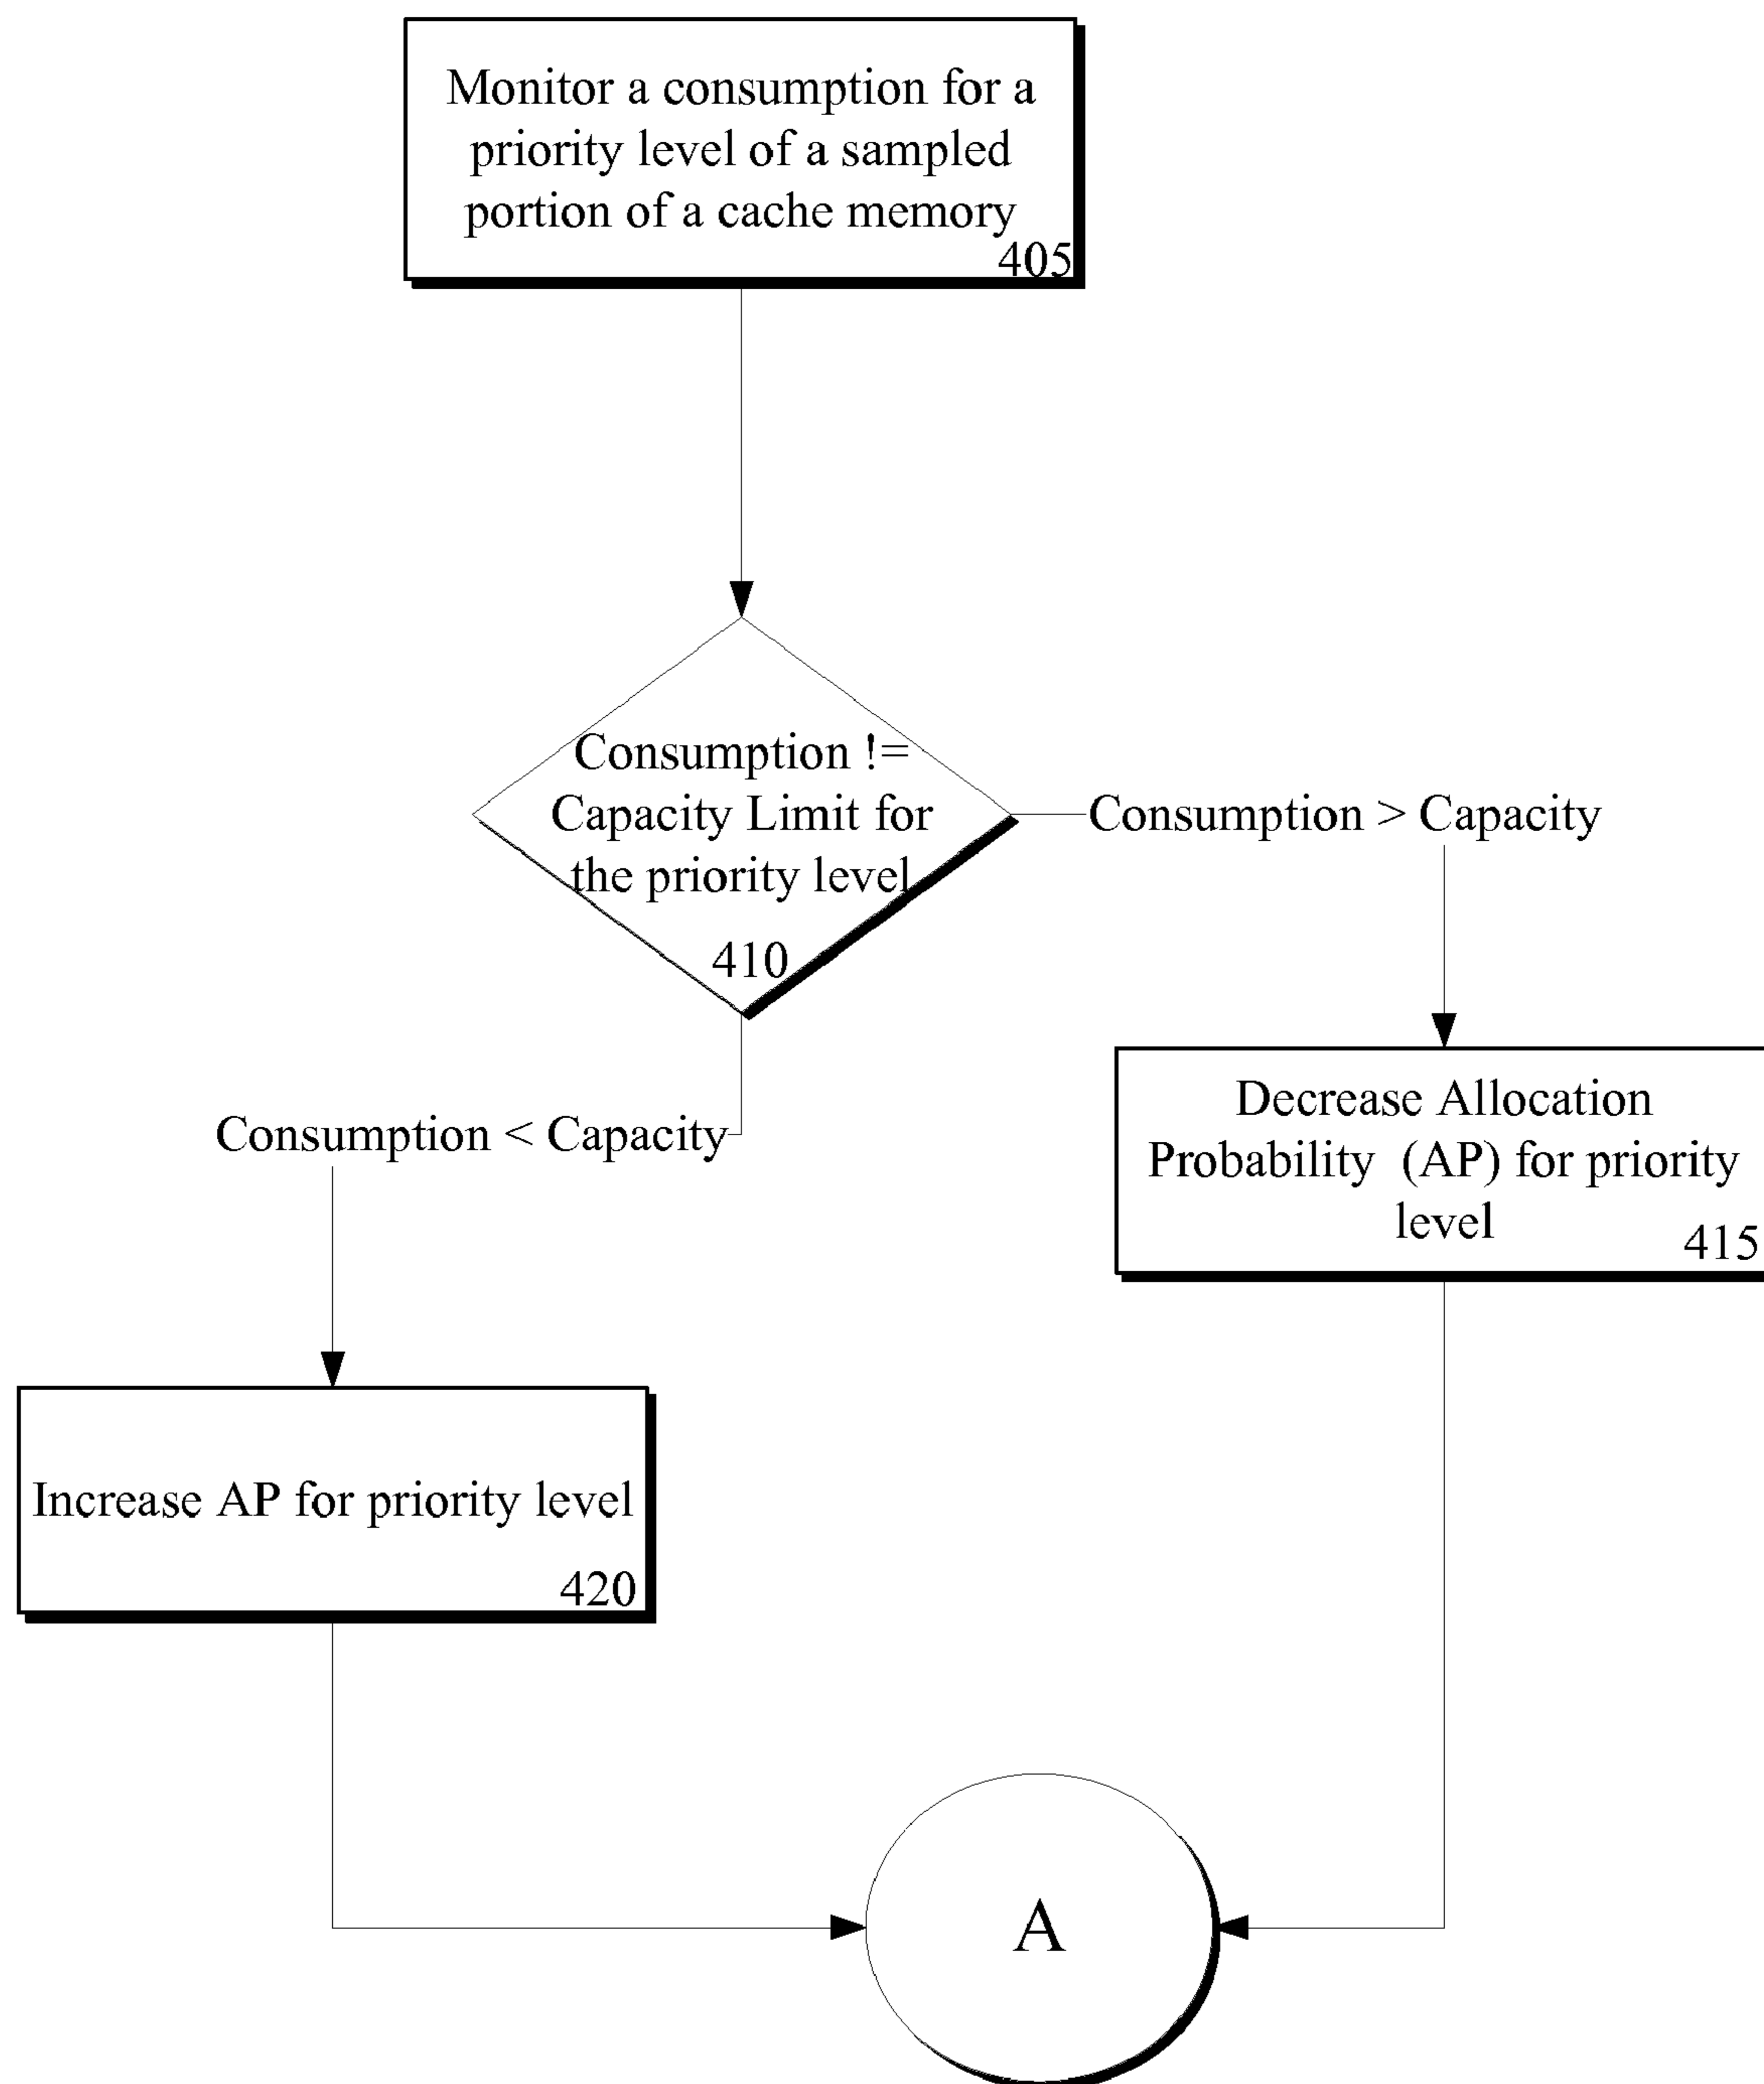 Monitor a consumption for a
priority level of a sampled
portion of a cache memory
405
Consumption !=
Capacity Limit for
the priority level
410
Consumption > Capacity
Consumption < Capacity
Decrease Allocation
Probability (AP) for priority
level
415
Increase AP for priority level
420
A